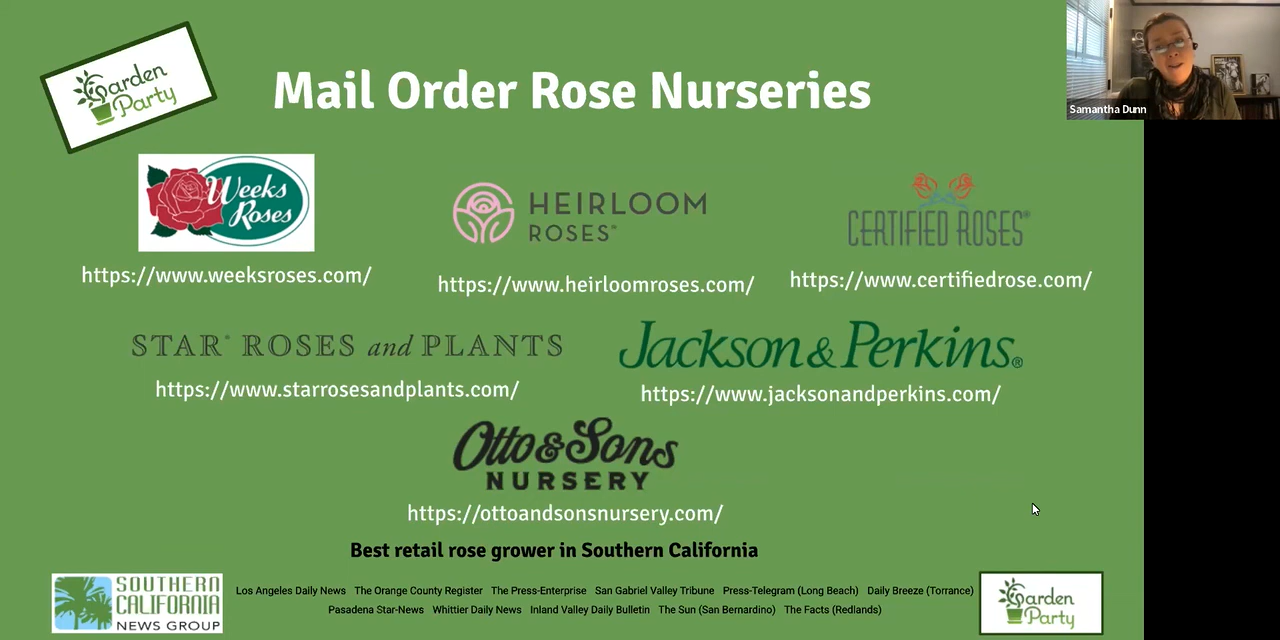 Garden
Party
Mail Order Rose Nurseries
Samantha Dunn
Weeks
Roses
https://www.weeksroses.com/
HEIRLOOM
ROSES®
https://www.heirloomroses.com/
CERTIFIED ROSES®
https://www.certifiedrose.com/
STAR® ROSES and PLANTS
https://www.starrosesandplants.com/
Jackson & Perkins®
https://www.jacksonandperkins.com/
Otto & Sons
NURSERY
https://ottoandsonsnursery.com/
Best retail rose grower in Southern California
SOUTHERN
CALIFORNIA
NEWS GROUP
Los Angeles Daily News The Orange County Register The Press-Enterprise San Gabriel Valley Tribune Press-Telegram (Long Beach) Daily Breeze (Torrance)
Pasadena Star-News Whittier Daily News Inland Valley Daily Bulletin The Sun (San Bernardino) The Facts (Redlands)
Garden
Party